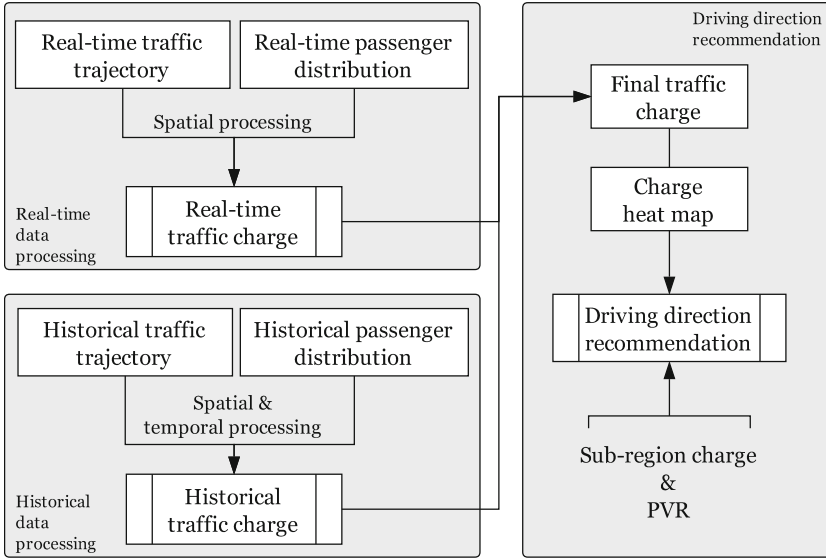 Real-time traffic
trajectory
Real-time passenger
distribution
Spatial processing
Real-time
traffic charge
Real-time
data
processing
Historical traffic
trajectory
Historical passenger
distribution
Spatial &
temporal processing
Historical
traffic charge
Historical
data
processing
Driving direction
recommendation
Final traffic
charge
Charge
heat map
Driving direction
recommendation
Sub-region charge
&
PVR